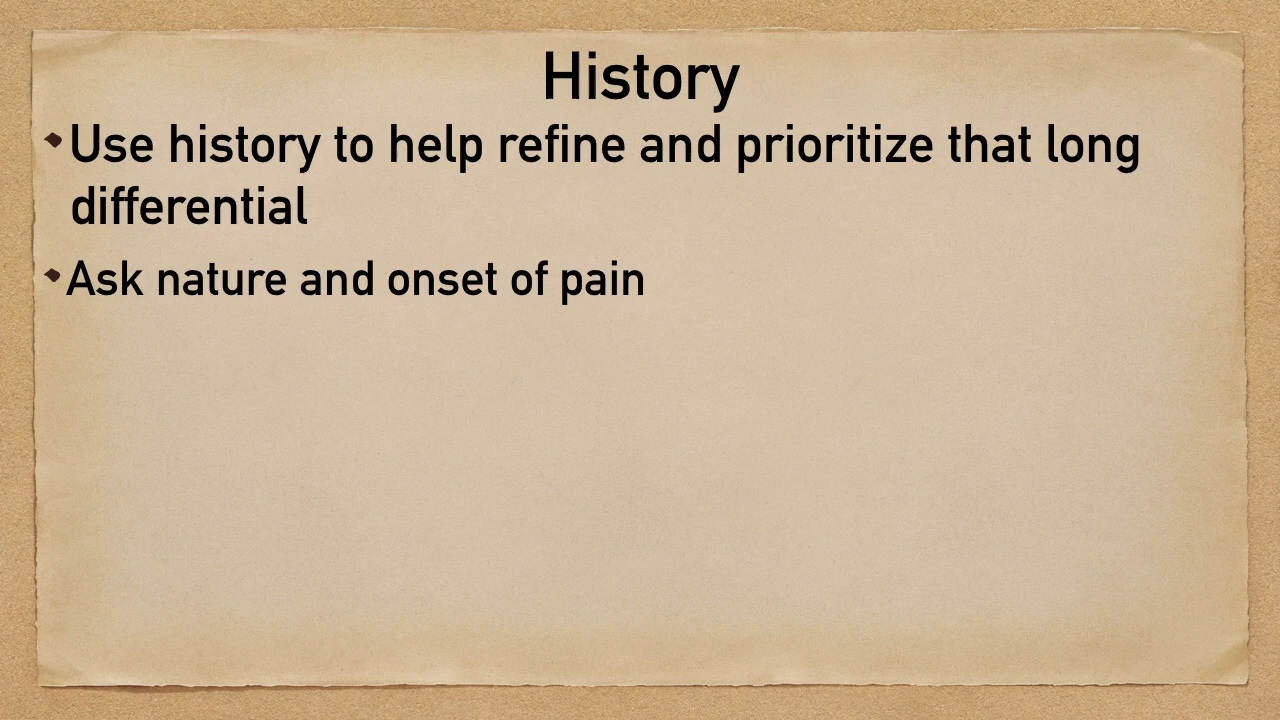 History
Use history to help refine and prioritize that long
differential
Ask nature and onset of pain